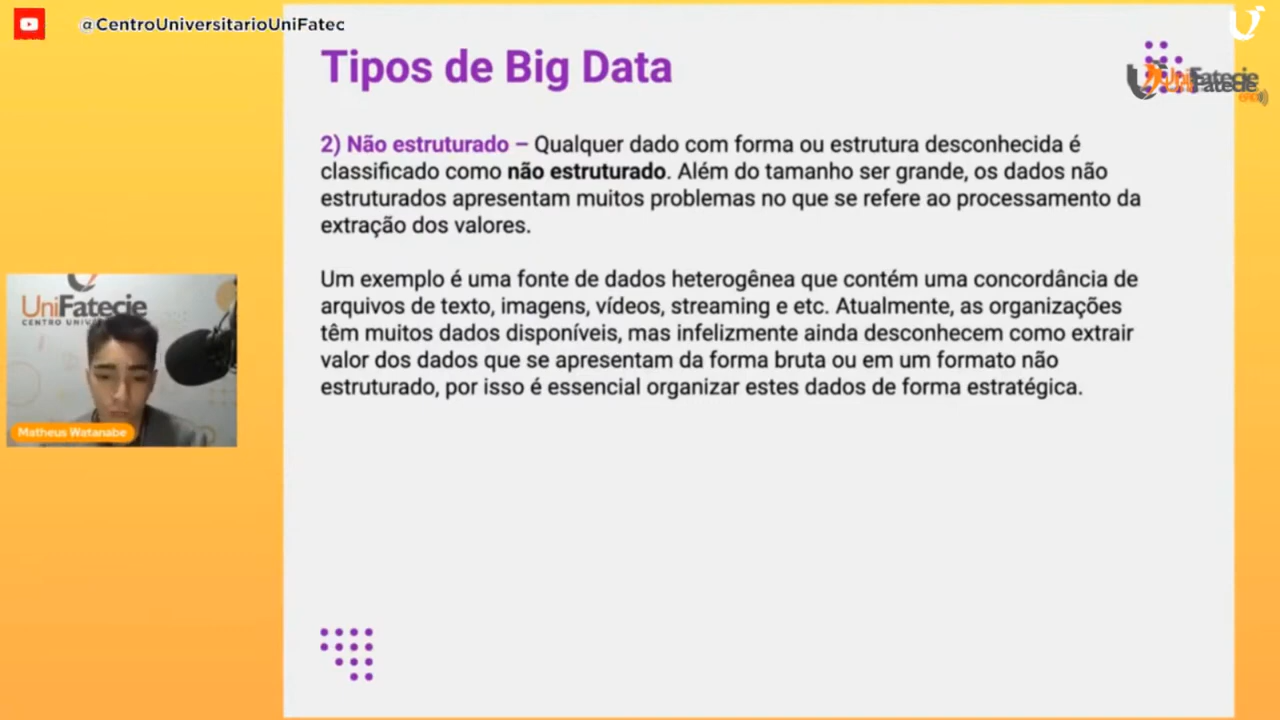 @CentroUniversitarioUniFatec
Tipos de Big Data
UniFatecie
2) Não estruturado – Qualquer dado com forma ou estrutura desconhecida é
classificado como não estruturado. Além do tamanho ser grande, os dados não
estruturados apresentam muitos problemas no que se refere ao processamento da
extração dos valores.
Um exemplo é uma fonte de dados heterogênea que contém uma concordância de
arquivos de texto, imagens, vídeos, streaming e etc. Atualmente, as organizações
têm muitos dados disponíveis, mas infelizmente ainda desconhecem como extrair
valor dos dados que se apresentam da forma bruta ou em um formato não
estruturado, por isso é essencial organizar estes dados de forma estratégica.
UniFatecie
Matheus Watanabe